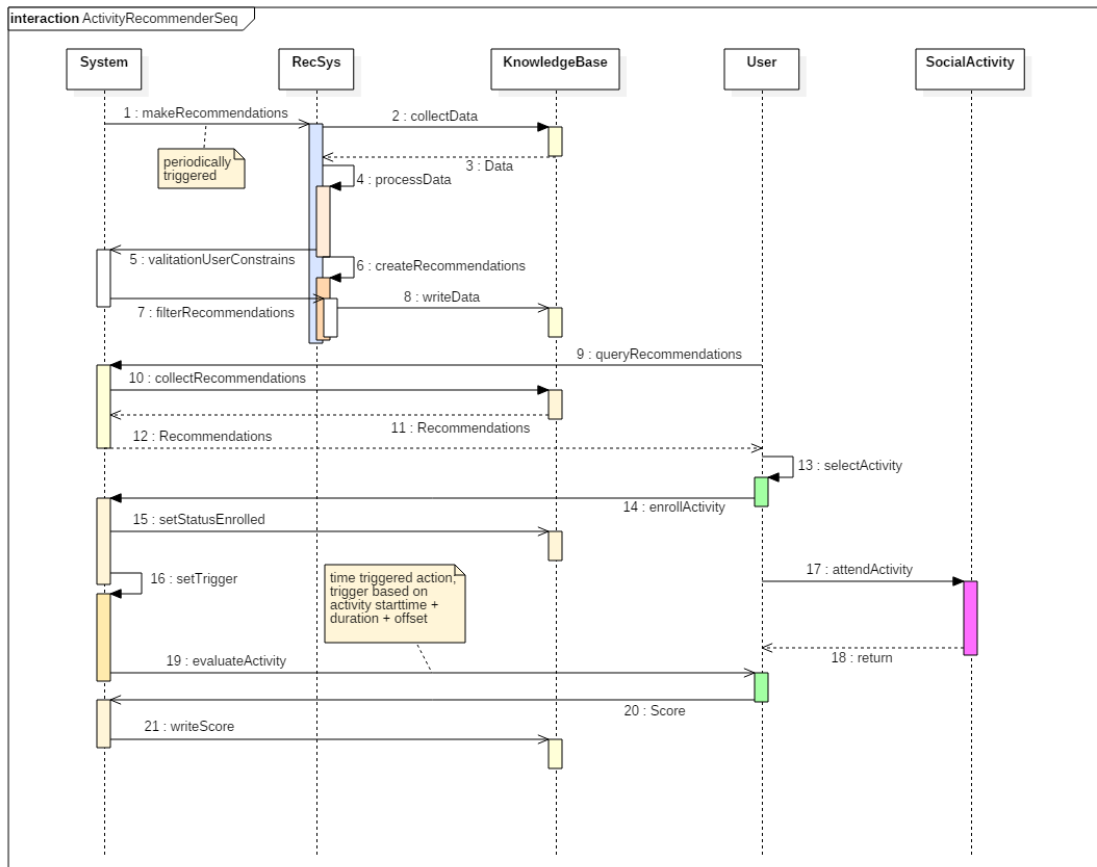 interaction ActivityRecommenderSeq
System
RecSys
KnowledgeBase
User
SocialActivity
1 : makeRecommendations
2 : collectData
periodically
triggered
3 : Data
4 : processData
5 : valitationUserConstrains
6 : createRecommendations
7 : filterRecommendations
8 : writeData
9 : queryRecommendations
10 : collectRecommendations
11 : Recommendations
12 : Recommendations
13 : selectActivity
14 : enrollActivity
15 : setStatusEnrolled
16 : setTrigger
time triggered action,
trigger based on
activity starttime +
duration + offset
17 : attendActivity
18 : return
19 : evaluateActivity
20 : Score
21 : writeScore